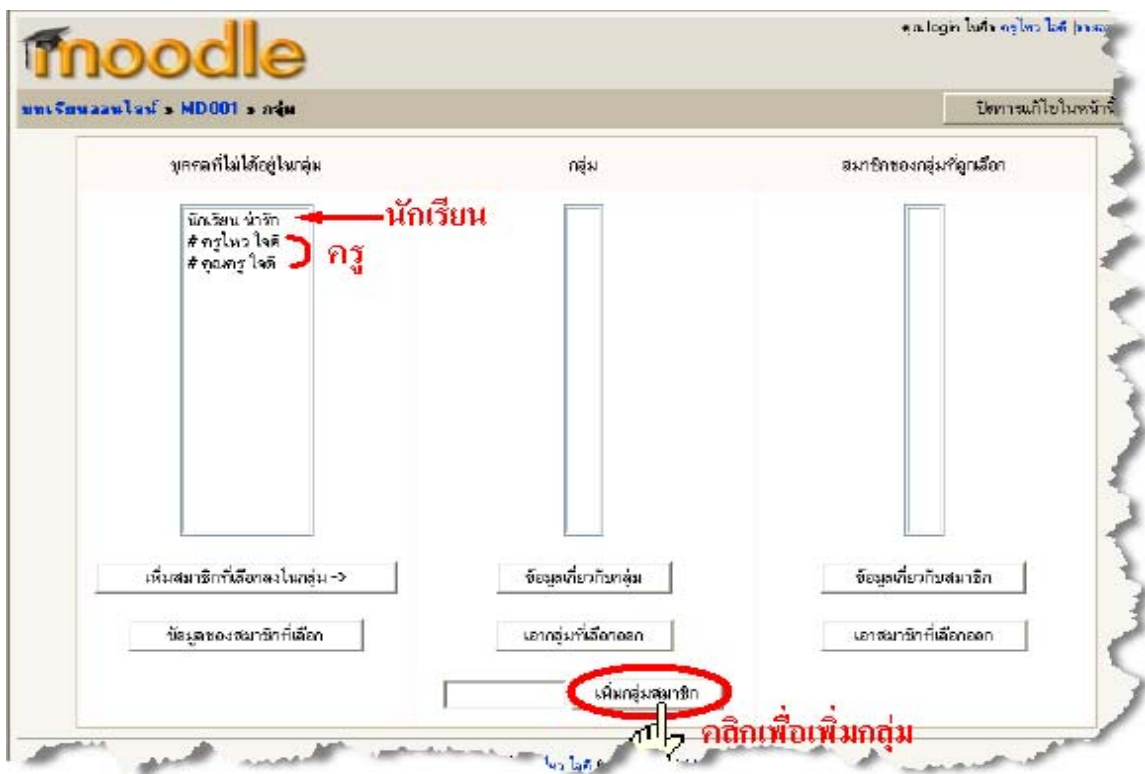 moodle
คุณ login ในชื่อ ครูไหว ใจดี
บทเรียนออนไลน์ » MD001 » กลุ่ม
ปิดการแก้ไขในหน้านี้
บุคคลที่ไม่ได้อยู่ในกลุ่ม
กลุ่ม
สมาชิกของกลุ่มที่ถูกเลือก
นักเรียน น่ารัก
# ครูไหว ใจดี
# คุณครู ใจดี
นักเรียน
ครู
เพิ่มสมาชิกที่เลือกลงในกลุ่ม ->
ข้อมูลเกี่ยวกับกลุ่ม
ข้อมูลเกี่ยวกับสมาชิก
ข้อมูลของสมาชิกที่เลือก
เอากลุ่มที่เลือกออก
เอาสมาชิกที่เลือกออก
เพิ่มกลุ่มสมาชิก
คลิกเพื่อเพิ่มกลุ่ม
ไหว ใจดี